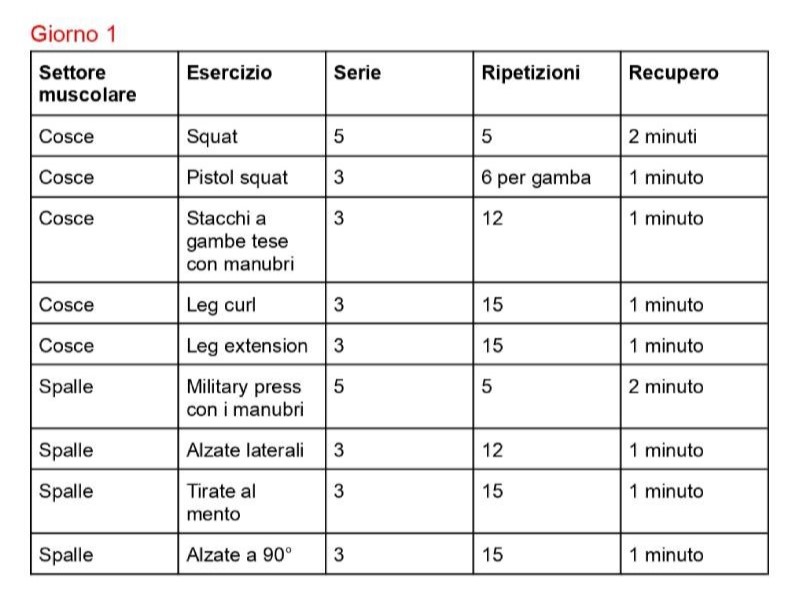 Giorno 1
Settore muscolare Esercizio Serie Ripetizioni Recupero
Cosce Squat 5 5 2 minuti
Cosce Pistol squat 3 6 per gamba 1 minuto
Cosce Stacchi a gambe tese con manubri 3 12 1 minuto
Cosce Leg curl 3 15 1 minuto
Cosce Leg extension 3 15 1 minuto
Spalle Military press con i manubri 5 5 2 minuto
Spalle Alzate laterali 3 12 1 minuto
Spalle Tirate al mento 3 15 1 minuto
Spalle Alzate a 90° 3 15 1 minuto